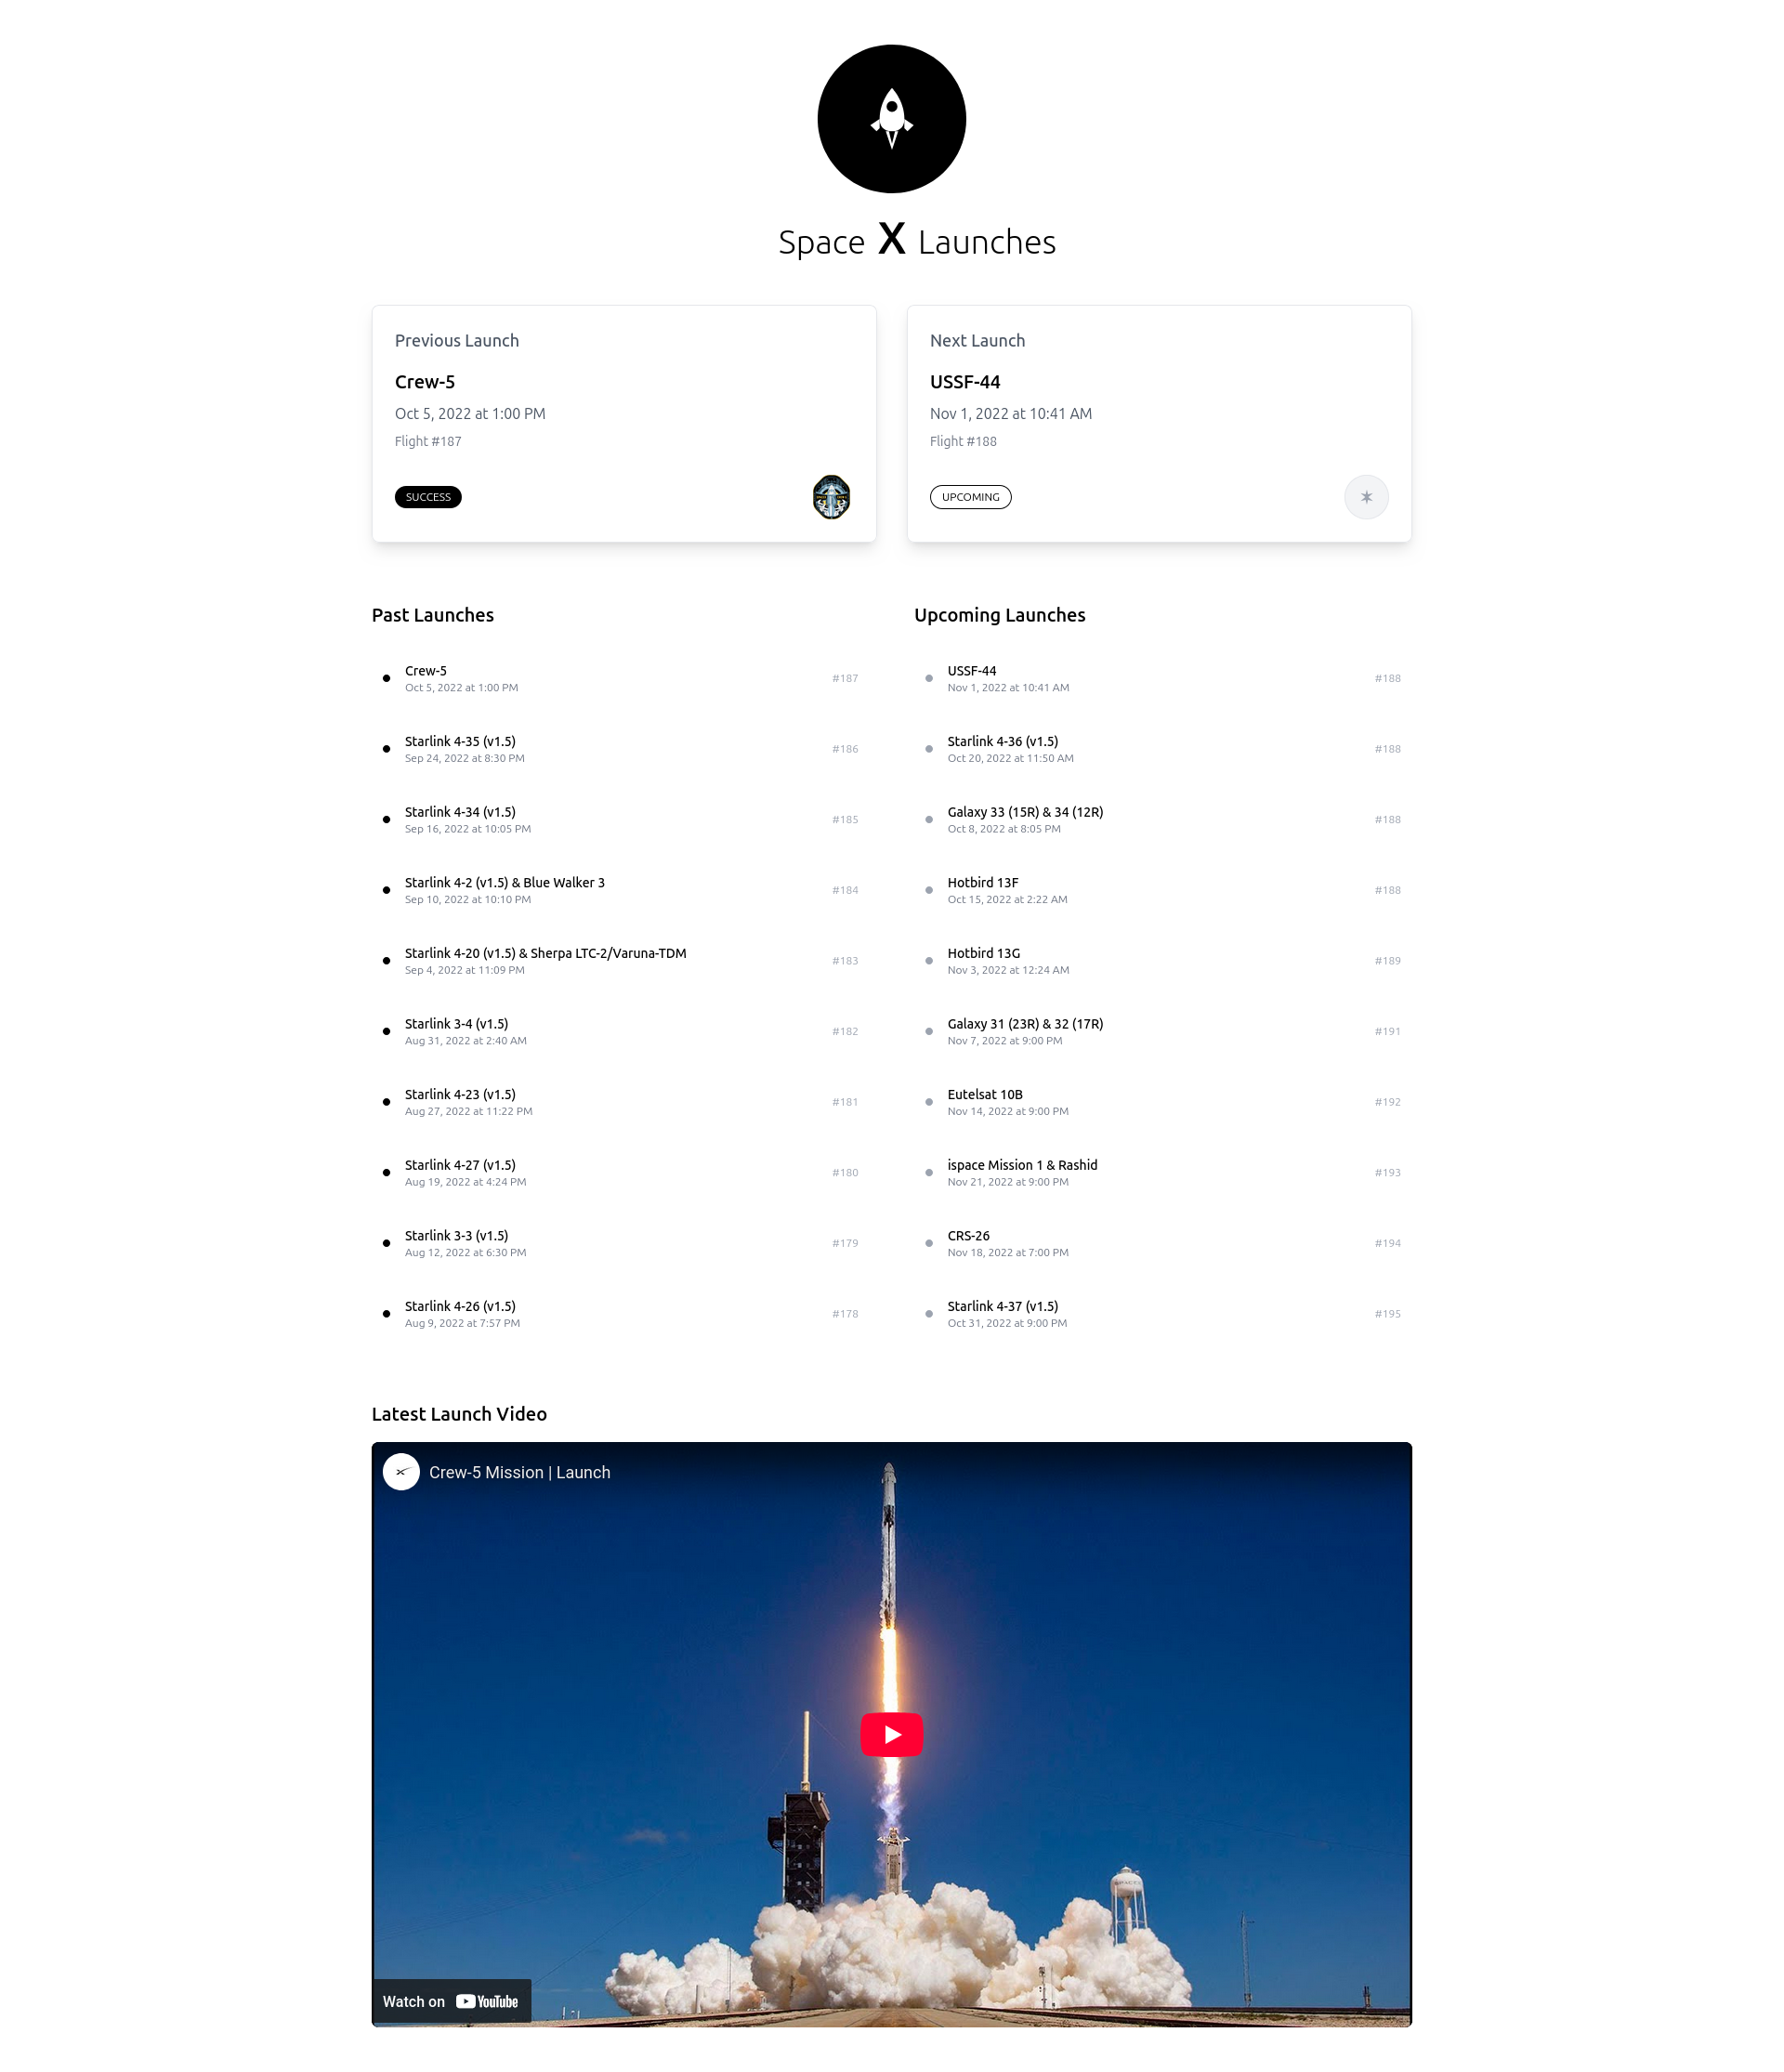 Space X Launches
Previous Launch
Crew-5
Oct 5, 2022 at 1:00 PM
Flight #187
SUCCESS
Next Launch
USSF-44
Nov 1, 2022 at 10:41 AM
Flight #188
UPCOMING
Past Launches
Crew-5
Oct 5, 2022 at 1:00 PM
#187
Starlink 4-35 (v1.5)
Sep 24, 2022 at 8:30 PM
#186
Starlink 4-34 (v1.5)
Sep 16, 2022 at 10:05 PM
#185
Starlink 4-2 (v1.5) & Blue Walker 3
Sep 10, 2022 at 10:10 PM
#184
Starlink 4-20 (v1.5) & Sherpa LTC-2/Varuna-TDM
Sep 4, 2022 at 11:09 PM
#183
Starlink 3-4 (v1.5)
Aug 31, 2022 at 2:40 AM
#182
Starlink 4-23 (v1.5)
Aug 27, 2022 at 11:22 PM
#181
Starlink 4-27 (v1.5)
Aug 19, 2022 at 4:24 PM
#180
Starlink 3-3 (v1.5)
Aug 12, 2022 at 6:30 PM
#179
Starlink 4-26 (v1.5)
Aug 9, 2022 at 7:57 PM
#178
Upcoming Launches
USSF-44
Nov 1, 2022 at 10:41 AM
#188
Starlink 4-36 (v1.5)
Oct 20, 2022 at 11:50 AM
#188
Galaxy 33 (15R) & 34 (12R)
Oct 8, 2022 at 8:05 PM
#188
Hotbird 13F
Oct 15, 2022 at 2:22 AM
#188
Hotbird 13G
Nov 3, 2022 at 12:24 AM
#189
Galaxy 31 (23R) & 32 (17R)
Nov 7, 2022 at 9:00 PM
#191
Eutelsat 10B
Nov 14, 2022 at 9:00 PM
#192
ispace Mission 1 & Rashid
Nov 21, 2022 at 9:00 PM
#193
CRS-26
Nov 18, 2022 at 7:00 PM
#194
Starlink 4-37 (v1.5)
Oct 31, 2022 at 9:00 PM
#195
Latest Launch Video
Crew-5 Mission | Launch
Watch on YouTube